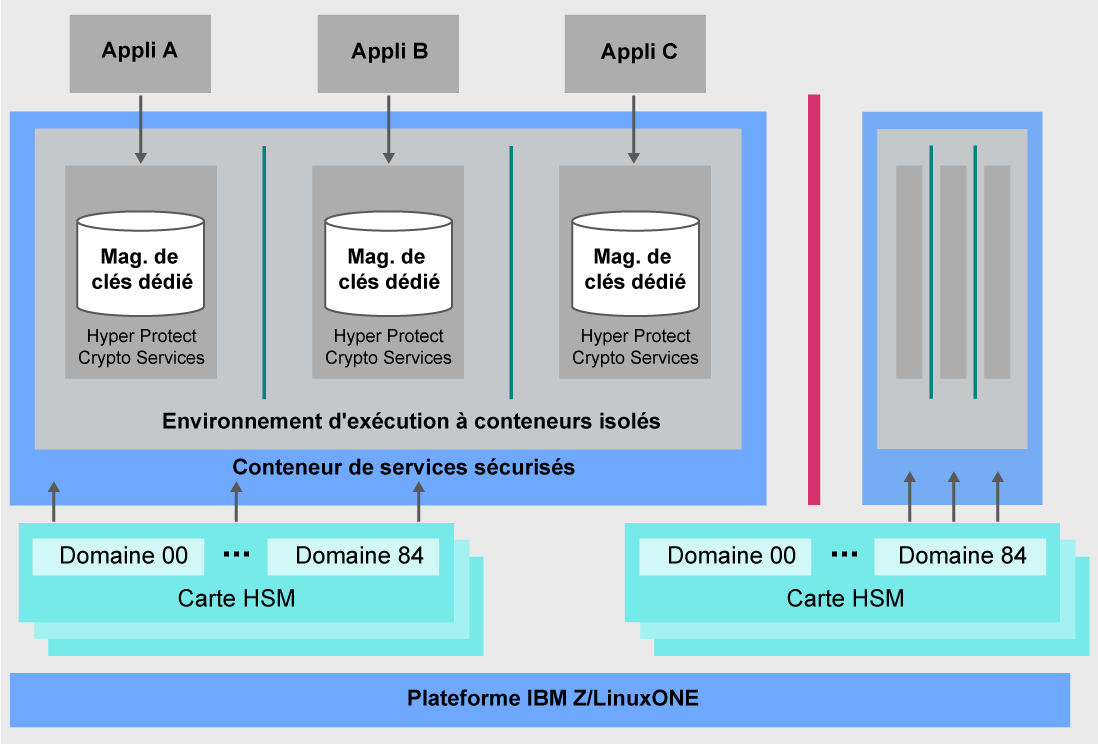 Appli A
Appli B
Appli C
Mag. de
clés dédié
Hyper Protect
Crypto Services
Mag. de
clés dédié
Hyper Protect
Crypto Services
Mag. de
clés dédié
Hyper Protect
Crypto Services
Environnement d'exécution à conteneurs isolés
Conteneur de services sécurisés
Domaine 00 ••• Domaine 84
Carte HSM
Domaine 00 ••• Domaine 84
Carte HSM
Plateforme IBM Z/LinuxONE